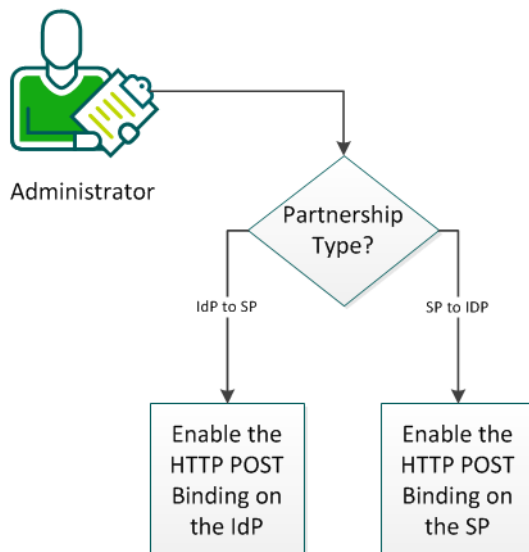 Administrator
Partnership
Type?
IdP to SP
SP to IDP
Enable the
HTTP POST
Binding on
the IdP
Enable the
HTTP POST
Binding on
the SP